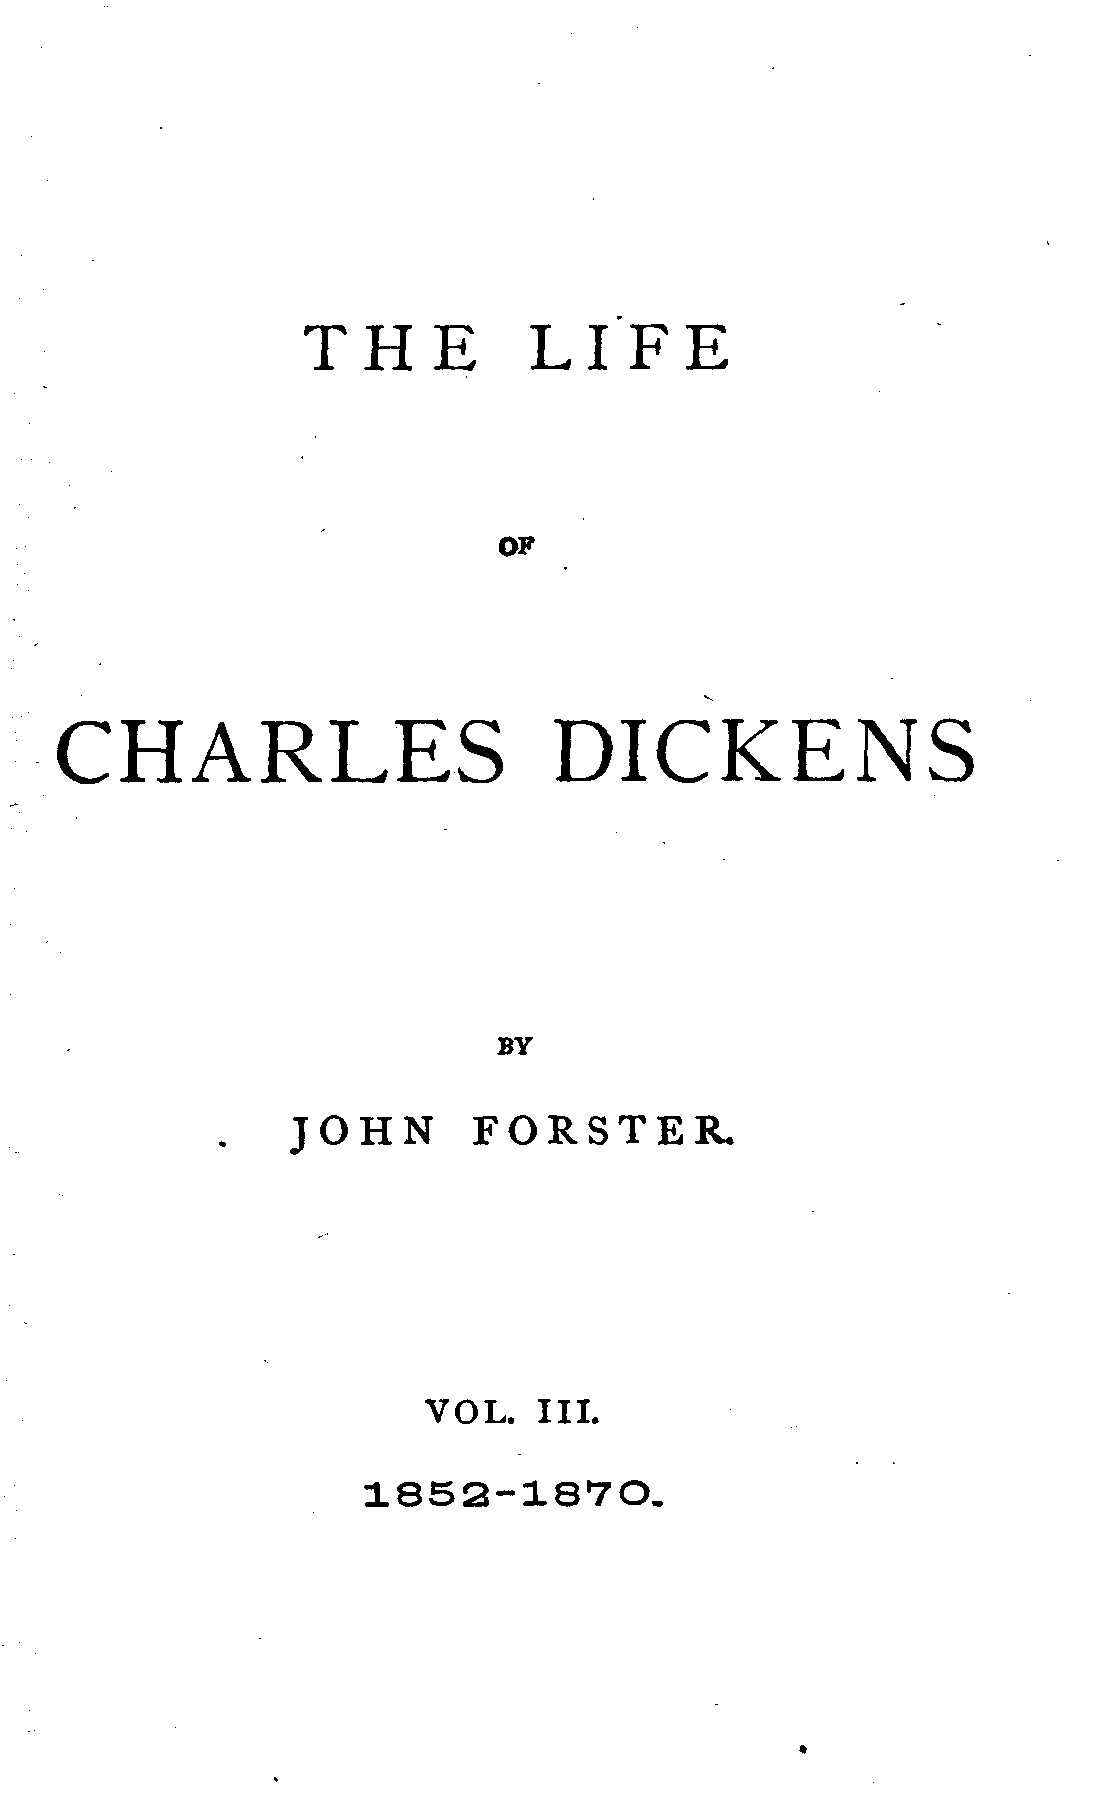 THE LIFE
OF
CHARLES DICKENS
BY
JOHN FORSTER.
VOL. III.
1852-1870.